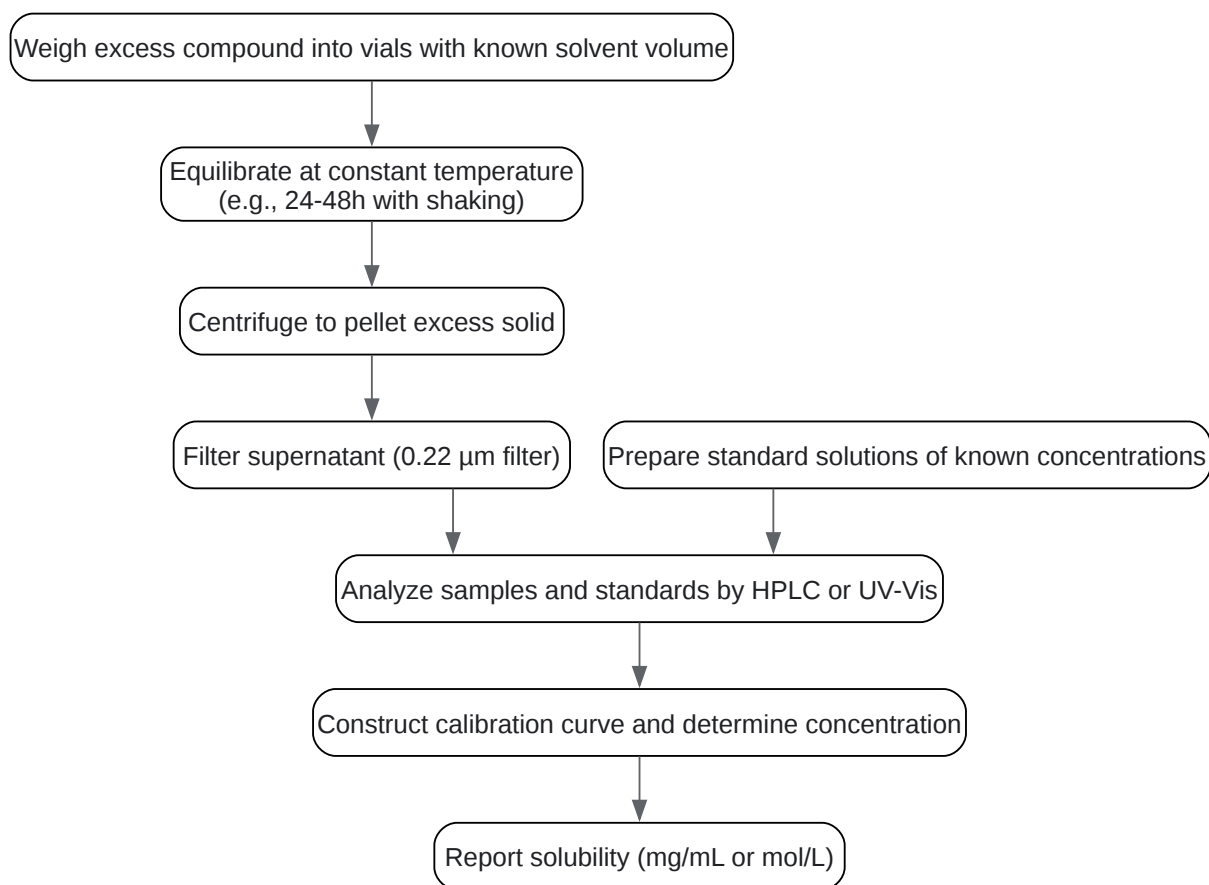 Weigh excess compound into vials with known solvent volume
Equilibrate at constant temperature
(e.g., 24-48h with shaking)
Centrifuge to pellet excess solid
Filter supernatant (0.22 µm filter)
Prepare standard solutions of known concentrations
Analyze samples and standards by HPLC or UV-Vis
Construct calibration curve and determine concentration
Report solubility (mg/mL or mol/L)